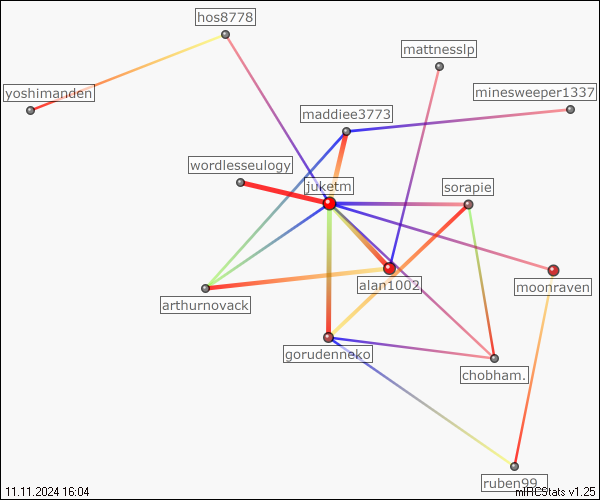 hos8778
mattnesslp
yoshimanden
minesweeper1337
maddiee3773
wordlesseulogy
juketm
sorapie
alan1002
moonraven
arthurnovack
gorudenneko
chobham.
ruben99_
11.11.2024 16:04
mIRCStats v1.25